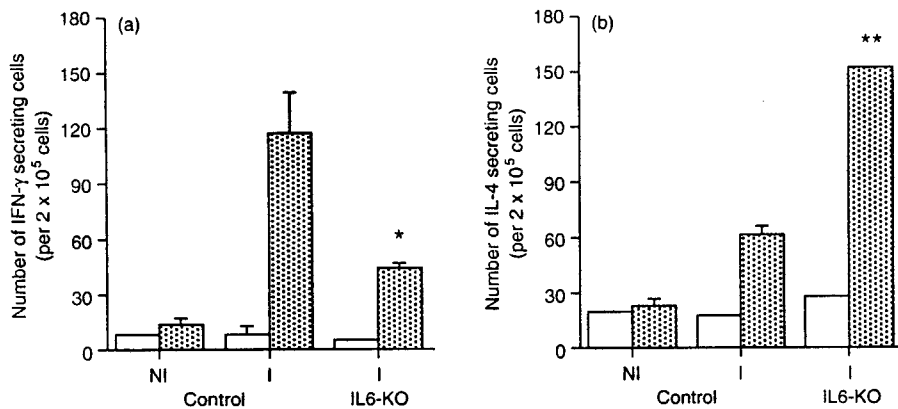 (a)
Number of IFN-γ secreting cells
(per 2 x 10⁵ cells)
180
150
120
90
60
30
0
*
NI
I
I
Control
IL6-KO
(b)
Number of IL-4 secreting cells
(per 2 x 10⁵ cells)
180
150
120
90
60
30
0
**
NI
I
I
Control
IL6-KO